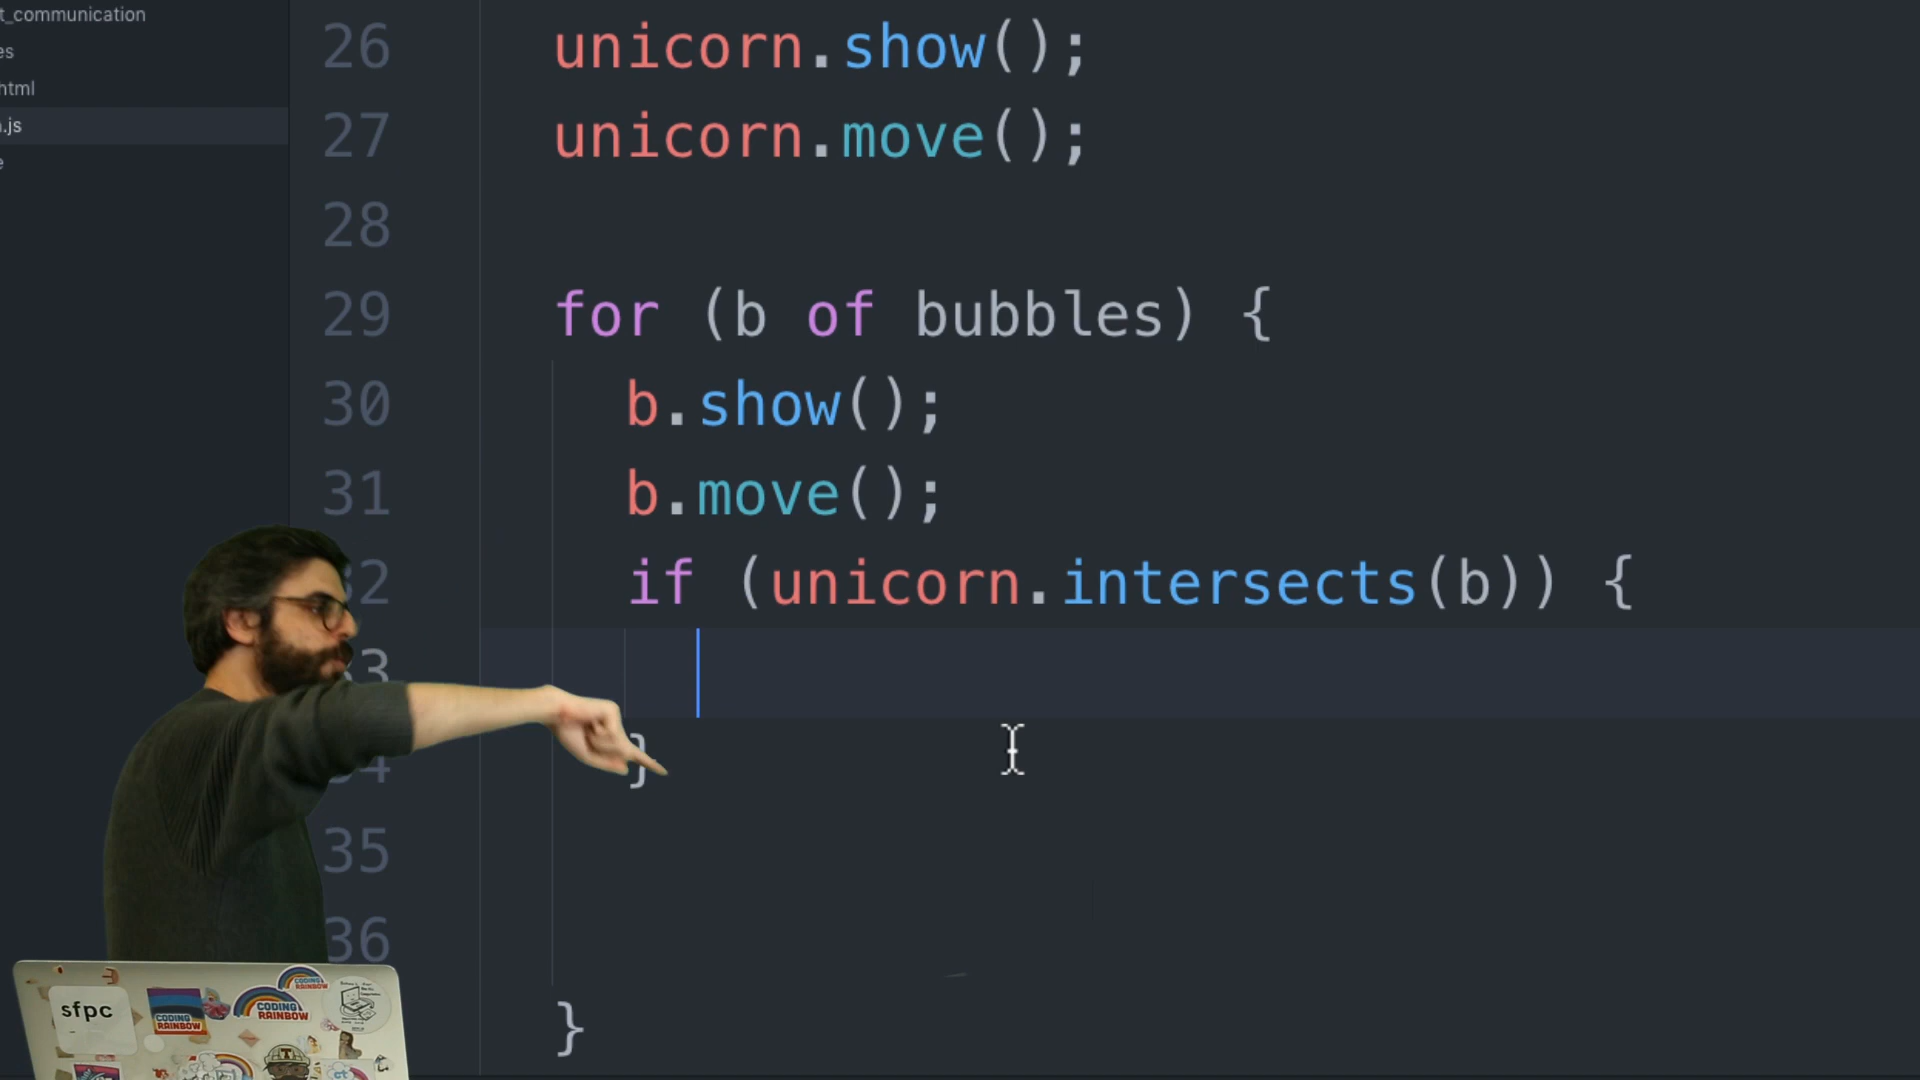 t_communication
es
html
.js
e
26 unicorn.show();
27 unicorn.move();
28
29 for (b of bubbles) {
30 b.show();
31 b.move();
32 if (unicorn.intersects(b)) {
33
34 }
35
36
}
sfpc
CODING
RAINBOW
CODING
RAINBOW
CODING
RAINBOW